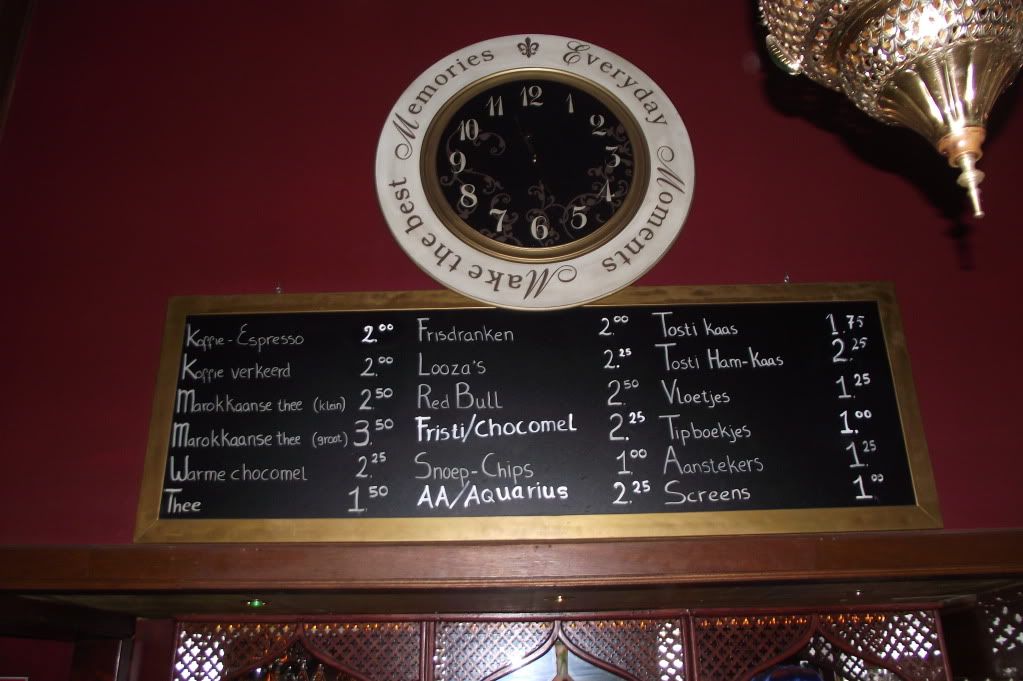 Everyday Moments Make the best Memories
12
1
2
3
4
5
6
7
8
9
10
11
Koffie - Espresso 2.00
Koffie verkeerd 2.00
Marokkaanse thee (klein) 2.50
Marokkaanse thee (groot) 3.50
Warme chocomel 2.25
Thee 1.50
Frisdranken 2.00
Looza's 2.25
Red Bull 2.50
Fristi/Chocomel 2.25
Snoep-Chips 1.00
AA/Aquarius 2.25
Tosti kaas 1.75
Tosti Ham-Kaas 2.25
Vloetjes 1.25
Tipboekjes 1.00
Aanstekers 1.25
Screens 1.00